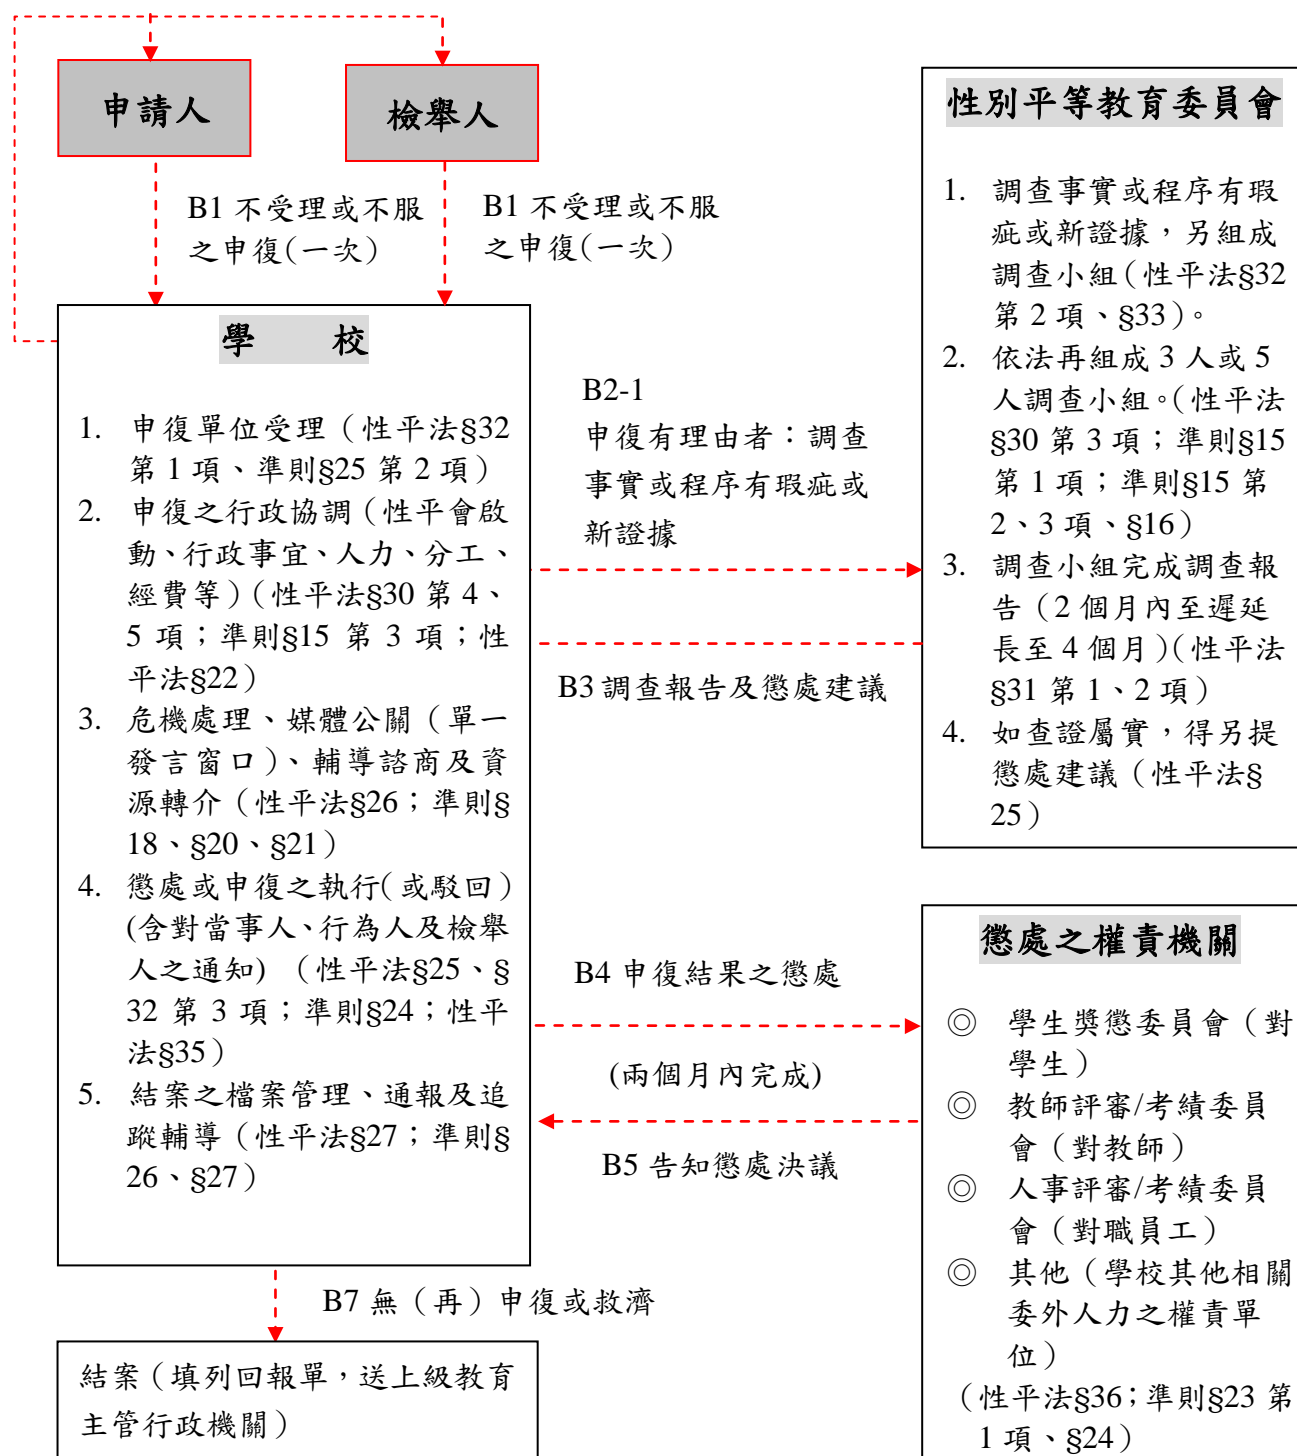 申請人
檢舉人
B1 不受理或不服
之申復(一次)
B1 不受理或不服
之申復(一次)
學 校
1. 申復單位受理（性平法§32
第 1 項、準則§25 第 2 項）
2. 申復之行政協調（性平會啟
動、行政事宜、人力、分工、
經費等）（性平法§30 第 4、
5 項；準則§15 第 3 項；性
平法§22）
3. 危機處理、媒體公關（單一
發言窗口）、輔導諮商及資
源轉介（性平法§26；準則§
18、§20、§21）
4. 懲處或申復之執行(或駁回)
(含對當事人、行為人及檢舉
人之通知) （性平法§25、§
32 第 3 項；準則§24；性平
法§35）
5. 結案之檔案管理、通報及追
蹤輔導（性平法§27；準則§
26、§27）
B2-1
申復有理由者：調查
事實或程序有瑕疵或
新證據
B3 調查報告及懲處建議
B4 申復結果之懲處
(兩個月內完成)
B5 告知懲處決議
性別平等教育委員會
1. 調查事實或程序有瑕
疵或新證據，另組成
調查小組（性平法§32
第 2 項、§33）。
2. 依法再組成 3 人或 5
人調查小組。（性平法
§30 第 3 項；準則§15
第 1 項；準則§15 第
2、3 項、§16）
3. 調查小組完成調查報
告（2 個月內至遲延
長至 4 個月）（性平法
§31 第 1、2 項）
4. 如查證屬實，得另提
懲處建議（性平法§
25）
懲處之權責機關
◎ 學生獎懲委員會（對
學生）
◎ 教師評審/考績委員
會（對教師）
◎ 人事評審/考績委員
會（對職員工）
◎ 其他（學校其他相關
委外人力之權責單
位）
（性平法§36；準則§23 第
1 項、§24）
B7 無（再）申復或救濟
結案（填列回報單，送上級教育
主管行政機關）